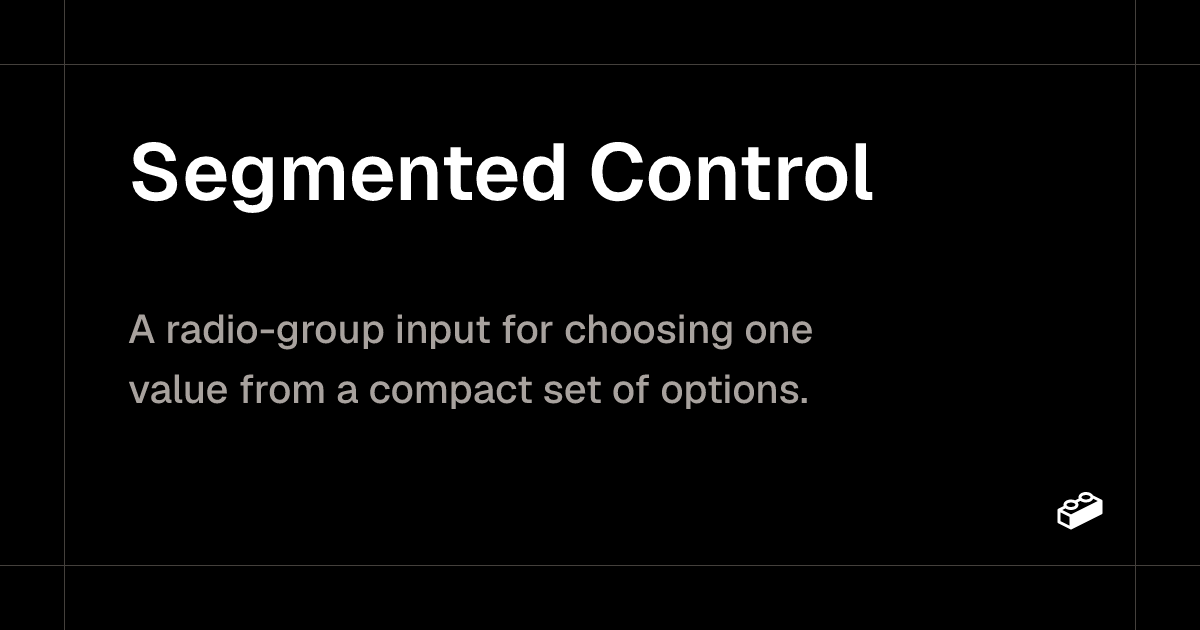 Segmented Control
A radio-group input for choosing one
value from a compact set of options.